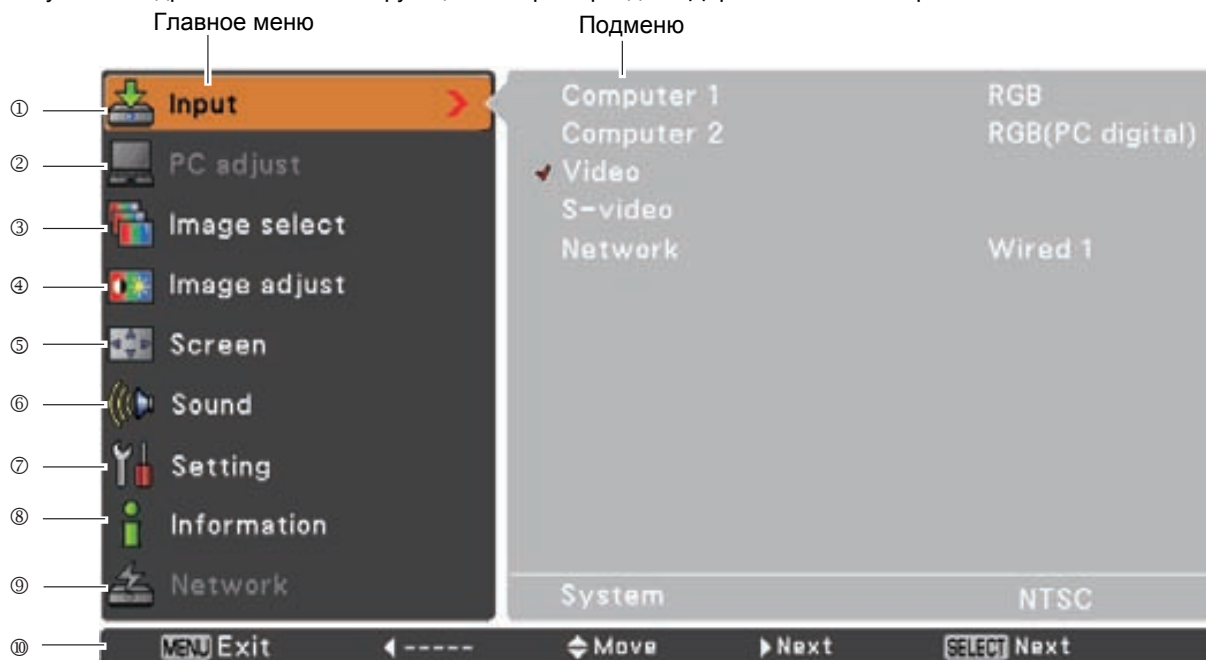 Главное меню
Подменю
① Input
② PC adjust
③ Image select
④ Image adjust
⑤ Screen
⑥ Sound
⑦ Setting
⑧ Information
⑨ Network
Computer 1 RGB
Computer 2 RGB(PC digital)
Video
S-video
Network Wired 1
System NTSC
⑩ MENU Exit ◀----- Move ▶Next SELECT Next